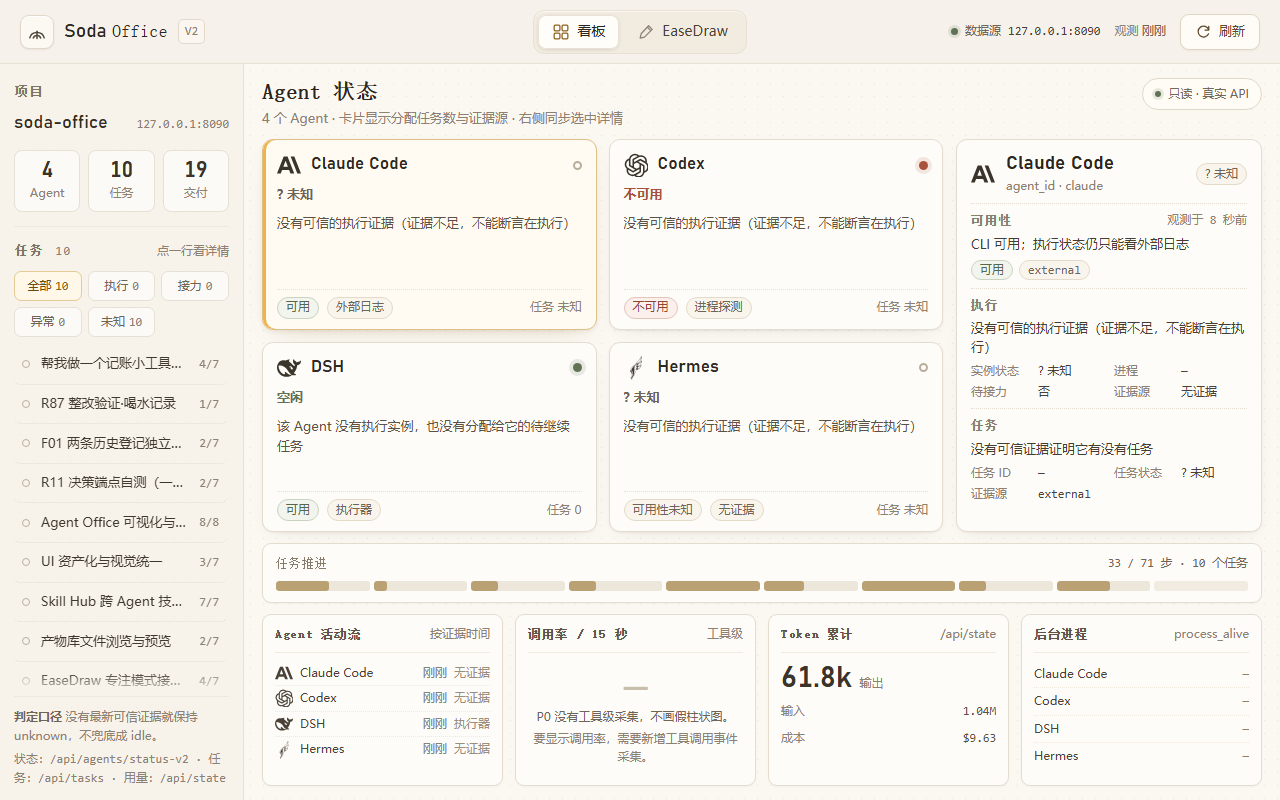 Soda Office V2
看板
EaseDraw
数据源 127.0.0.1:8090 观测 刚刚
刷新
项目
soda-office 127.0.0.1:8090
4 Agent
10 任务
19 交付
任务 10 点一行看详情
全部 10 执行 0 接力 0
异常 0 未知 10
帮我做一个记账小工具... 4/7
R87 整改验证·喝水记录 1/7
F01 两条历史登记独立... 2/7
R11 决策端点自测（一... 2/7
Agent Office 可视化与... 8/8
UI 资产化与视觉统一 3/7
Skill Hub 跨 Agent 技... 7/7
产物库文件浏览与预览 2/7
EaseDraw 专注模式接... 4/7
判定口径 没有最新可信证据就保持
unknown，不兜底成 idle。
状态：/api/agents/status-v2 · 任
务：/api/tasks · 用量：/api/state
Agent 状态
4 个 Agent · 卡片显示分配任务数与证据源 · 右侧同步选中详情
只读 · 真实 API
Claude Code
? 未知
没有可信的执行证据（证据不足，不能断言在执行）
可用 外部日志 任务 未知
Codex
不可用
没有可信的执行证据（证据不足，不能断言在执行）
不可用 进程探测 任务 未知
DSH
空闲
该 Agent 没有执行实例，也没有分配给它的待继续
任务
可用 执行器 任务 0
Hermes
? 未知
没有可信的执行证据（证据不足，不能断言在执行）
可用性未知 无证据 任务 未知
Claude Code
agent_id · claude
? 未知
可用性 观测于 8 秒前
CLI 可用；执行状态仍只能看外部日志
可用 external
执行
没有可信的执行证据（证据不足，不能断言在执
行）
实例状态 ? 未知 进程 —
待接力 否 证据源 无证据
任务
没有可信证据证明它有没有任务
任务 ID — 任务状态 ? 未知
证据源 external
任务推进 33 / 71 步 · 10 个任务
Agent 活动流 按证据时间
Claude Code 刚刚 无证据
Codex 刚刚 无证据
DSH 刚刚 执行器
Hermes 刚刚 无证据
调用率 / 15 秒 工具级
—
P0 没有工具级采集，不画假柱状图。
要显示调用率，需要新增工具调用事件
采集。
Token 累计 /api/state
61.8k 输出
输入 1.04M
成本 $9.63
后台进程 process_alive
Claude Code —
Codex —
DSH —
Hermes —